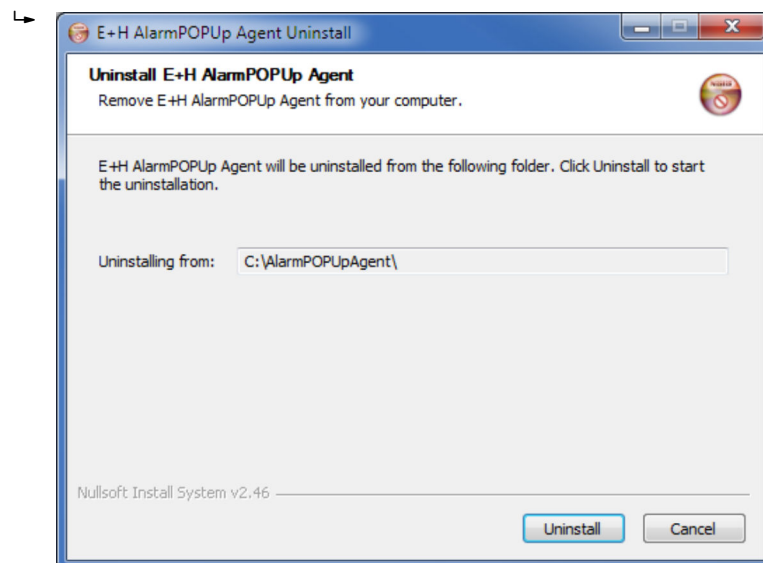 E+H AlarmPOPUp Agent Uninstall
Uninstall E+H AlarmPOPUp Agent
Remove E+H AlarmPOPUp Agent from your computer.
E+H AlarmPOPUp Agent will be uninstalled from the following folder. Click Uninstall to start
the uninstallation.
Uninstalling from: C:\AlarmPOPUpAgent\
Nullsoft Install System v2.46
Uninstall Cancel